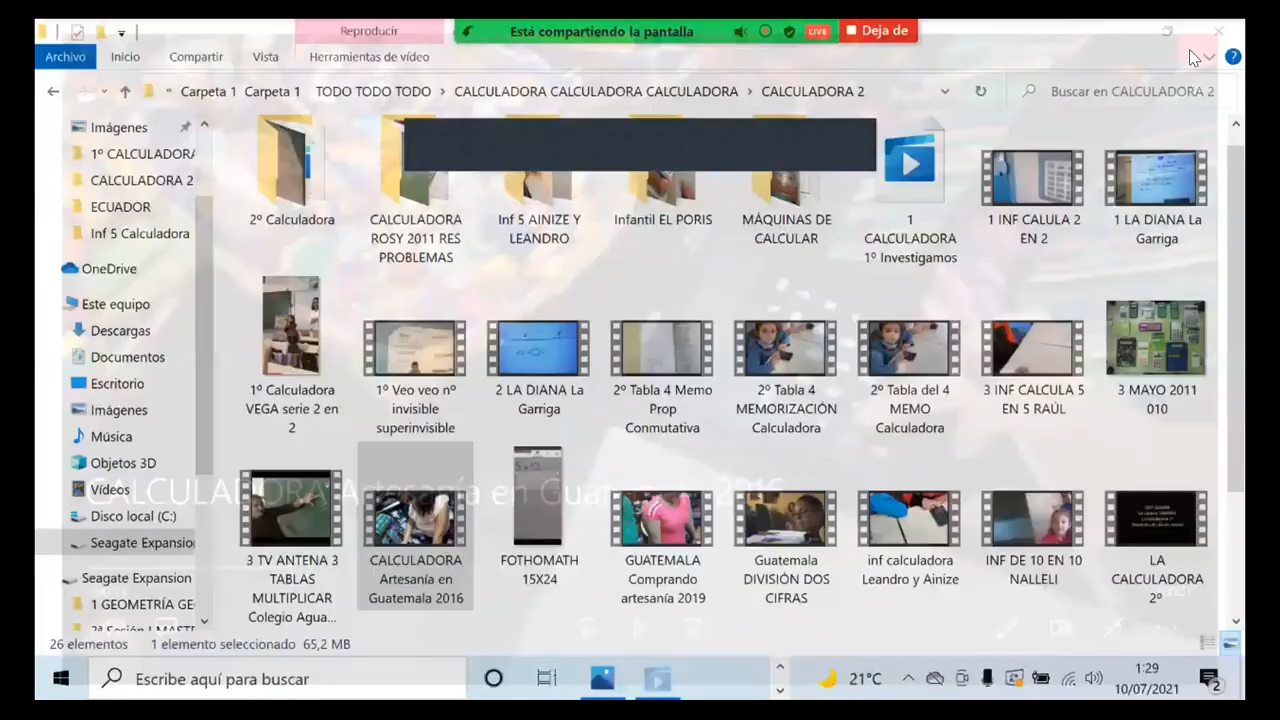 Reproducir
Está compartiendo la pantalla
LIVE
Deja de
Archivo
Inicio
Compartir
Vista
Herramientas de vídeo
?
« Carpeta 1 Carpeta 1 TODO TODO TODO > CALCULADORA CALCULADORA CALCULADORA > CALCULADORA 2
Buscar en CALCULADORA 2
Imágenes
1º CALCULADORA
CALCULADORA 2
ECUADOR
Inf 5 Calculadora
OneDrive
Este equipo
Descargas
Documentos
Escritorio
Imágenes
Música
Objetos 3D
Vídeos
Disco local (C:)
Seagate Expansio
Seagate Expansion
1 GEOMETRÍA GE
2º Calculadora
CALCULADORA
ROSY 2011 RES
PROBLEMAS
Inf 5 AINIZE Y
LEANDRO
Infantil EL PORIS
MÁQUINAS DE
CALCULAR
1
CALCULADORA
1º Investigamos
1 INF CALULA 2
EN 2
1 LA DIANA La
Garriga
1º Calculadora
VEGA serie 2 en
2
1º Veo veo nº
invisible
superinvisible
2 LA DIANA La
Garriga
2º Tabla 4 Memo
Prop
Conmutativa
2º Tabla 4
MEMORIZACIÓN
Calculadora
2º Tabla del 4
MEMO
Calculadora
3 INF CALCULA 5
EN 5 RAÚL
3 MAYO 2011
010
CALCULADORA Artesanía en Guatemala 2016
3 TV ANTENA 3
TABLAS
MULTIPLICAR
Colegio Agua...
CALCULADORA
Artesanía en
Guatemala 2016
FOTHOMATH
15X24
GUATEMALA
Comprando
artesanía 2019
Guatemala
DIVISIÓN DOS
CIFRAS
inf calculadora
Leandro y Ainize
INF DE 10 EN 10
NALLELI
LA
CALCULADORA
2º
26 elementos
1 elemento seleccionado 65,2 MB
Escribe aquí para buscar
21°C
1:29
10/07/2021
2